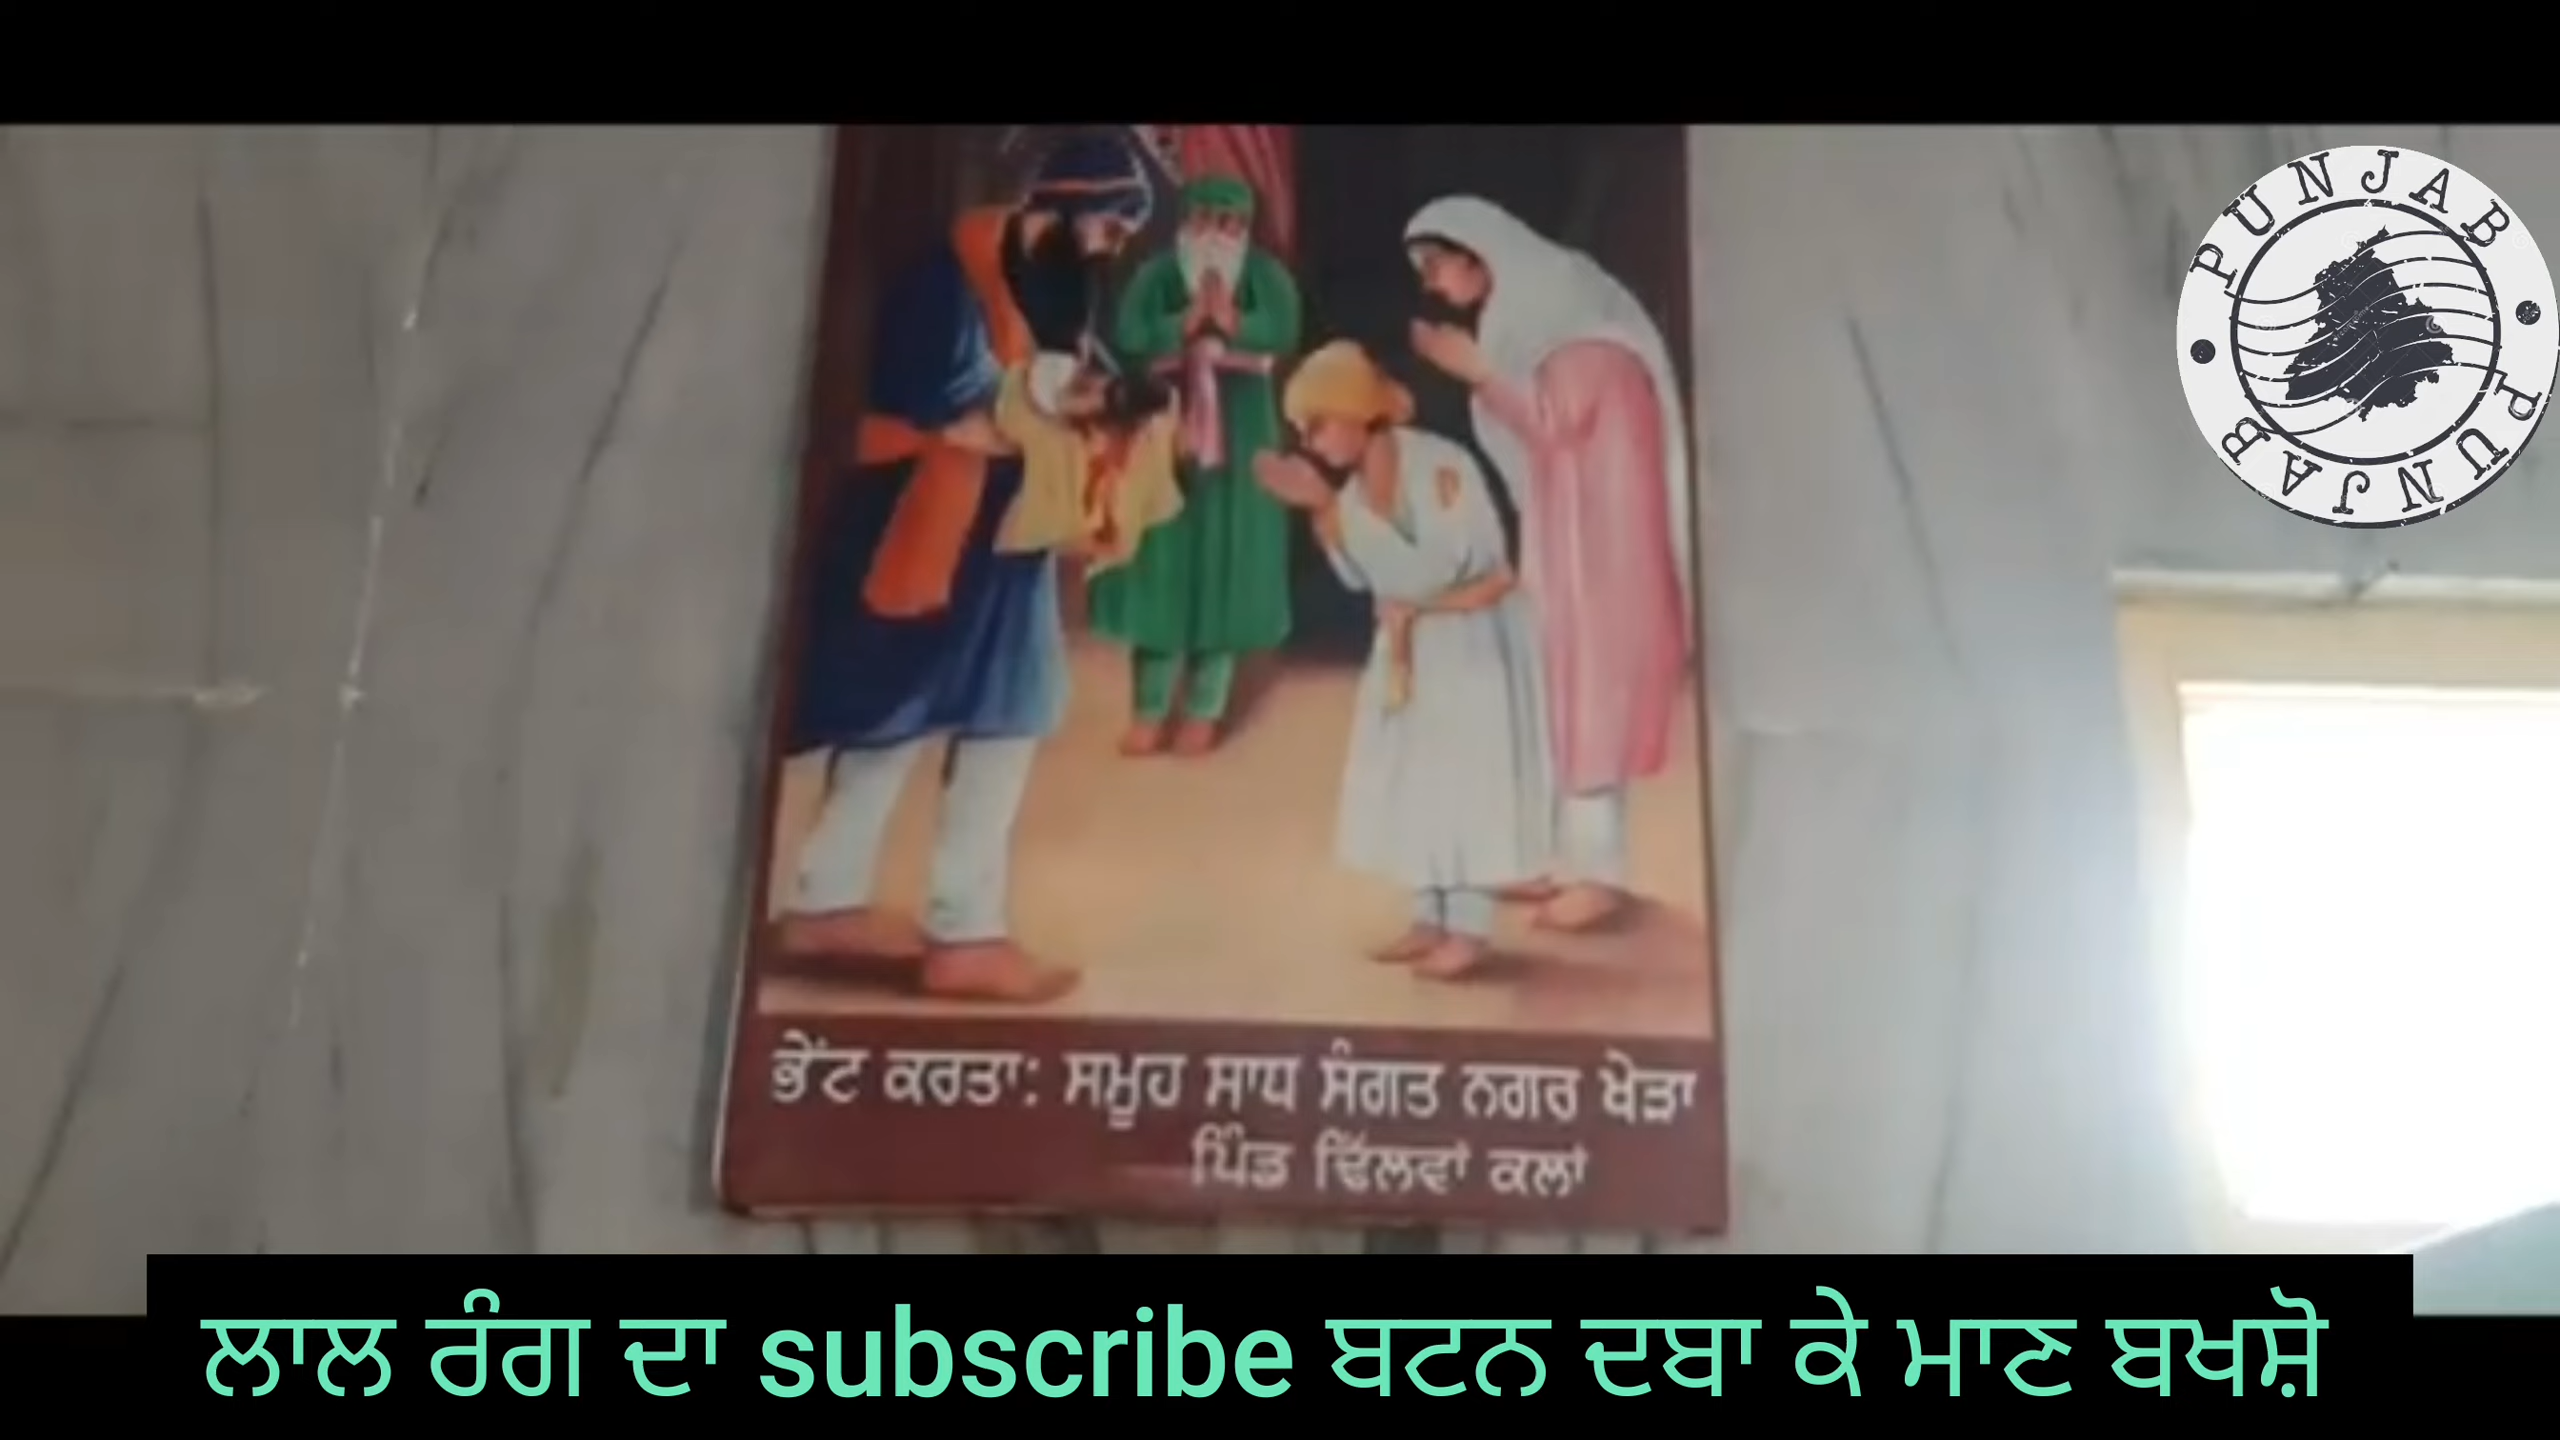 PUNJAB
PUNJAB
ਭੇਂਟ ਕਰਤਾ: ਸਮੂਹ ਸਾਧ ਸੰਗਤ ਨਗਰ ਖੇੜਾ
ਪਿੰਡ ਢਿੱਲਵਾਂ ਕਲਾਂ
ਲਾਲ ਰੰਗ ਦਾ subscribe ਬਟਨ ਦਬਾ ਕੇ ਮਾਣ ਬਖਸ਼ੋ